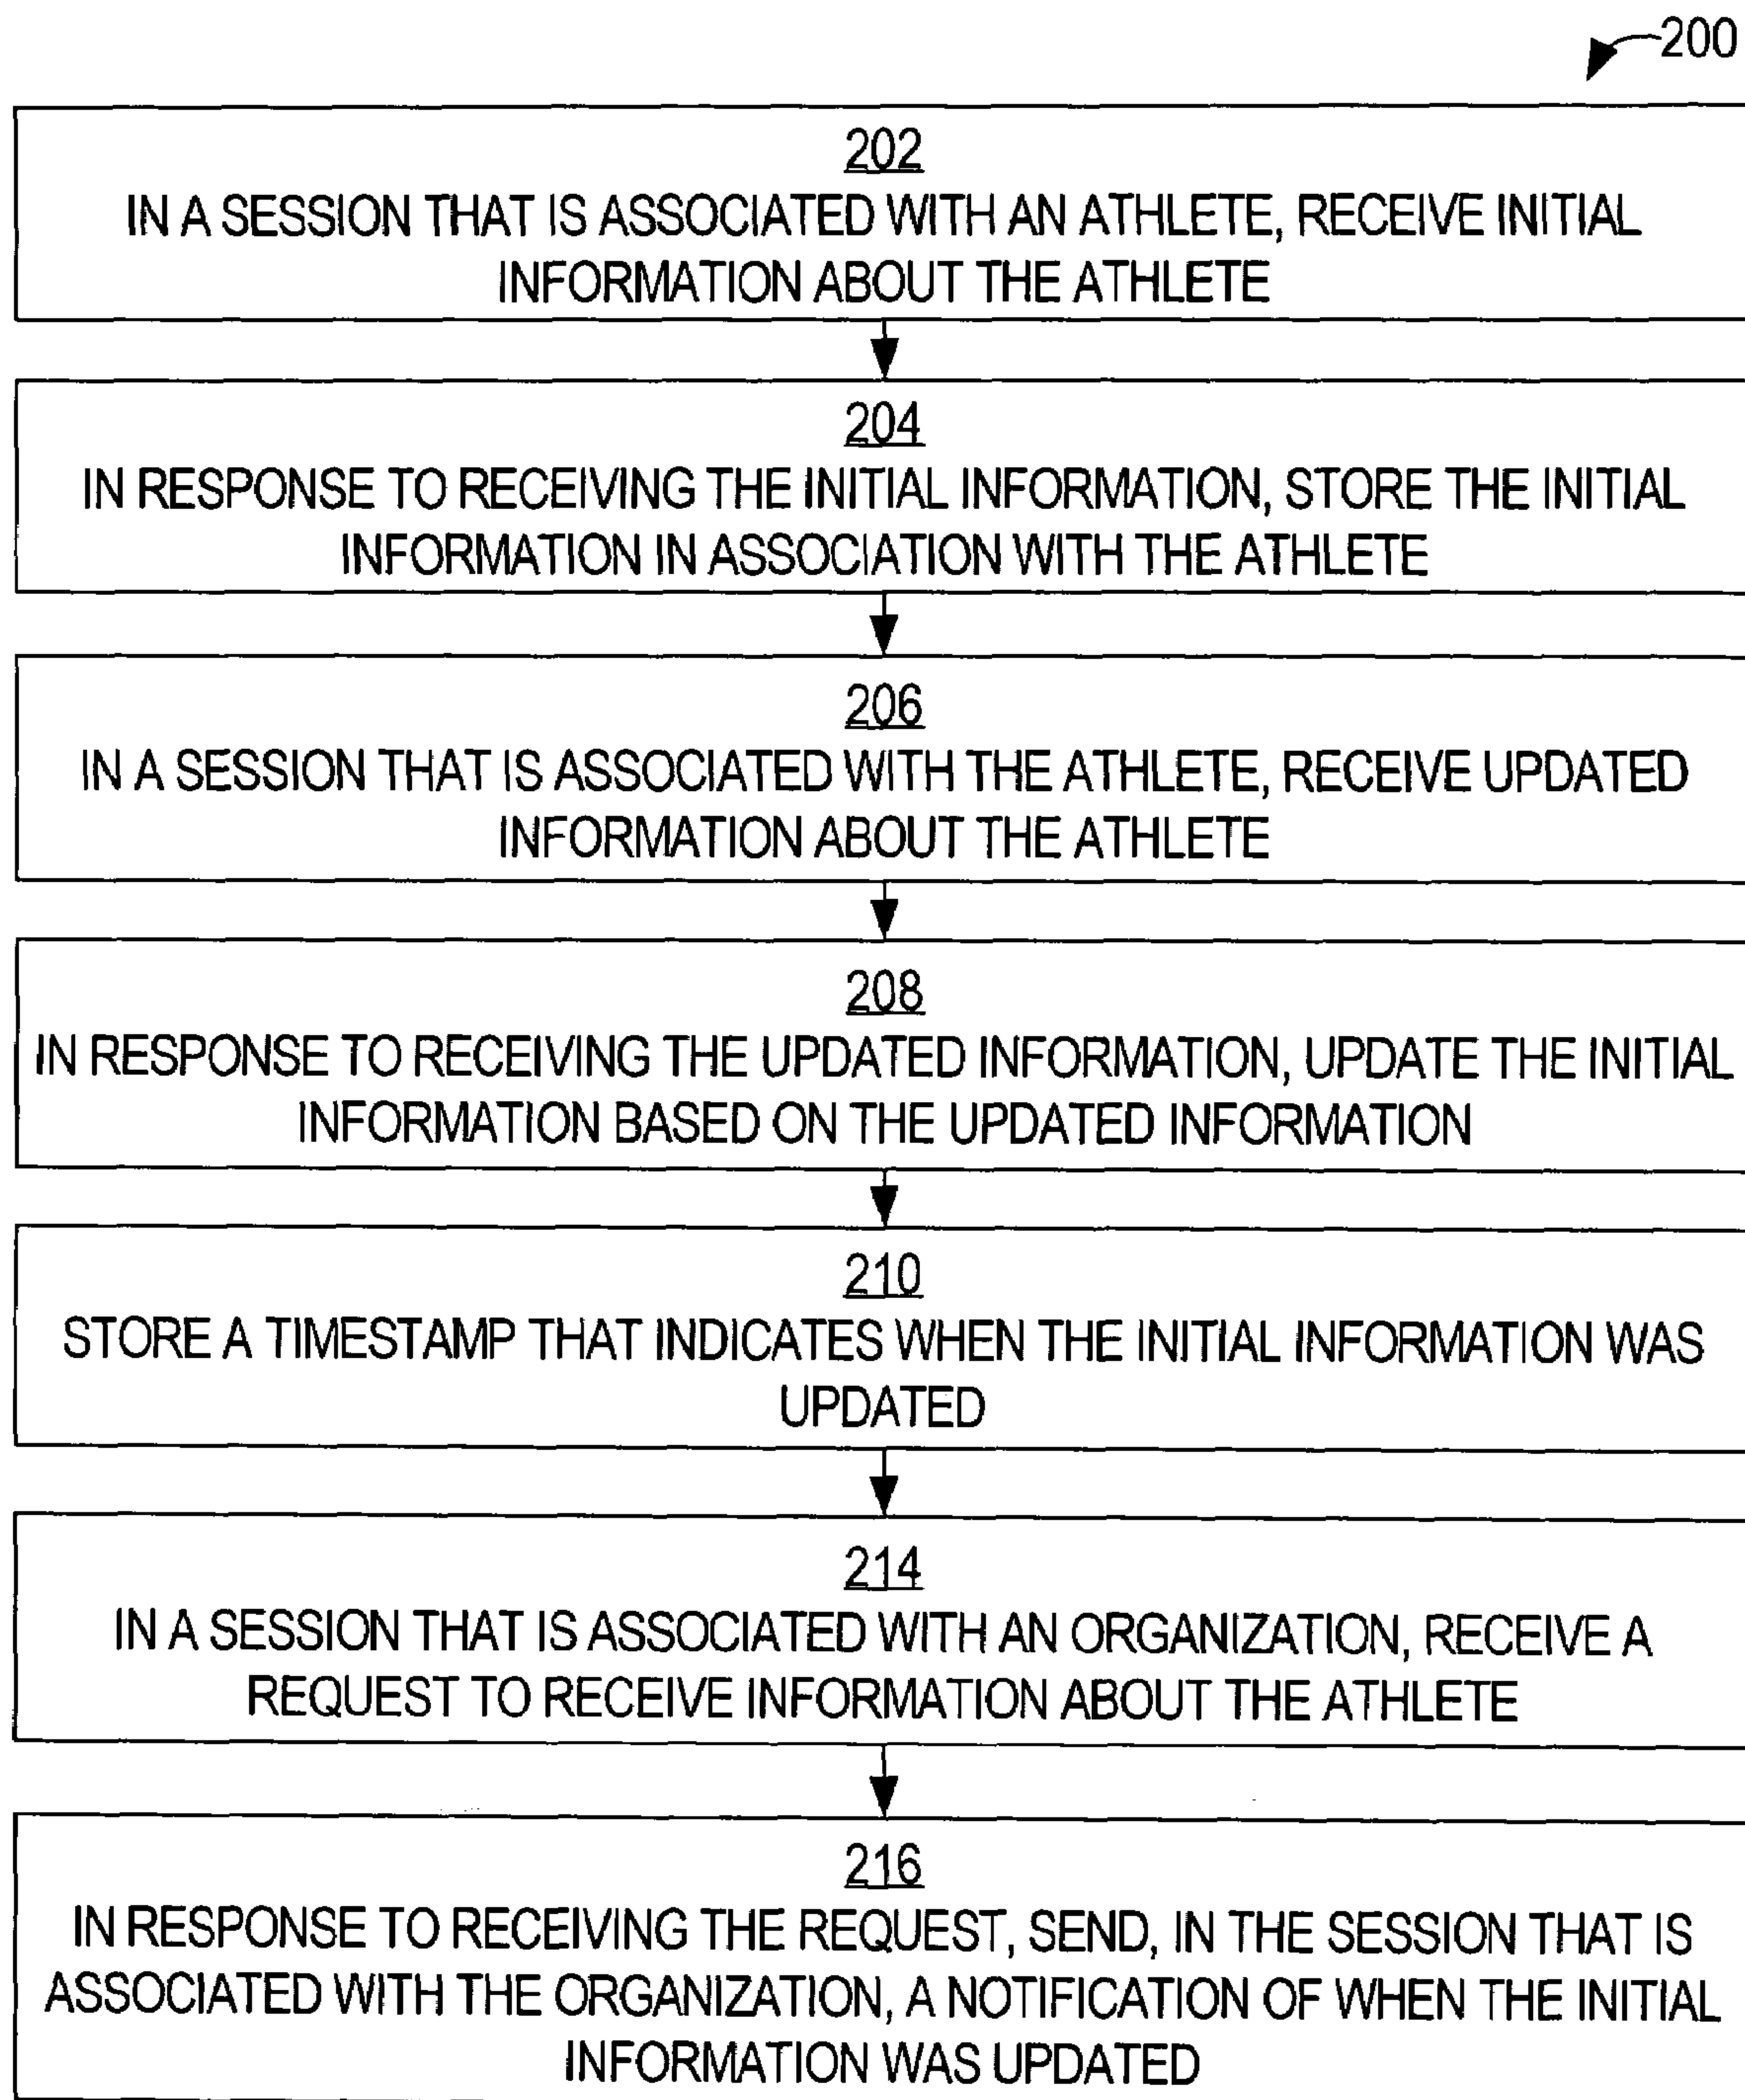 200
202
IN A SESSION THAT IS ASSOCIATED WITH AN ATHLETE, RECEIVE INITIAL
INFORMATION ABOUT THE ATHLETE
204
IN RESPONSE TO RECEIVING THE INITIAL INFORMATION, STORE THE INITIAL
INFORMATION IN ASSOCIATION WITH THE ATHLETE
206
IN A SESSION THAT IS ASSOCIATED WITH THE ATHLETE, RECEIVE UPDATED
INFORMATION ABOUT THE ATHLETE
208
IN RESPONSE TO RECEIVING THE UPDATED INFORMATION, UPDATE THE INITIAL
INFORMATION BASED ON THE UPDATED INFORMATION
210
STORE A TIMESTAMP THAT INDICATES WHEN THE INITIAL INFORMATION WAS
UPDATED
214
IN A SESSION THAT IS ASSOCIATED WITH AN ORGANIZATION, RECEIVE A
REQUEST TO RECEIVE INFORMATION ABOUT THE ATHLETE
216
IN RESPONSE TO RECEIVING THE REQUEST, SEND, IN THE SESSION THAT IS
ASSOCIATED WITH THE ORGANIZATION, A NOTIFICATION OF WHEN THE INITIAL
INFORMATION WAS UPDATED